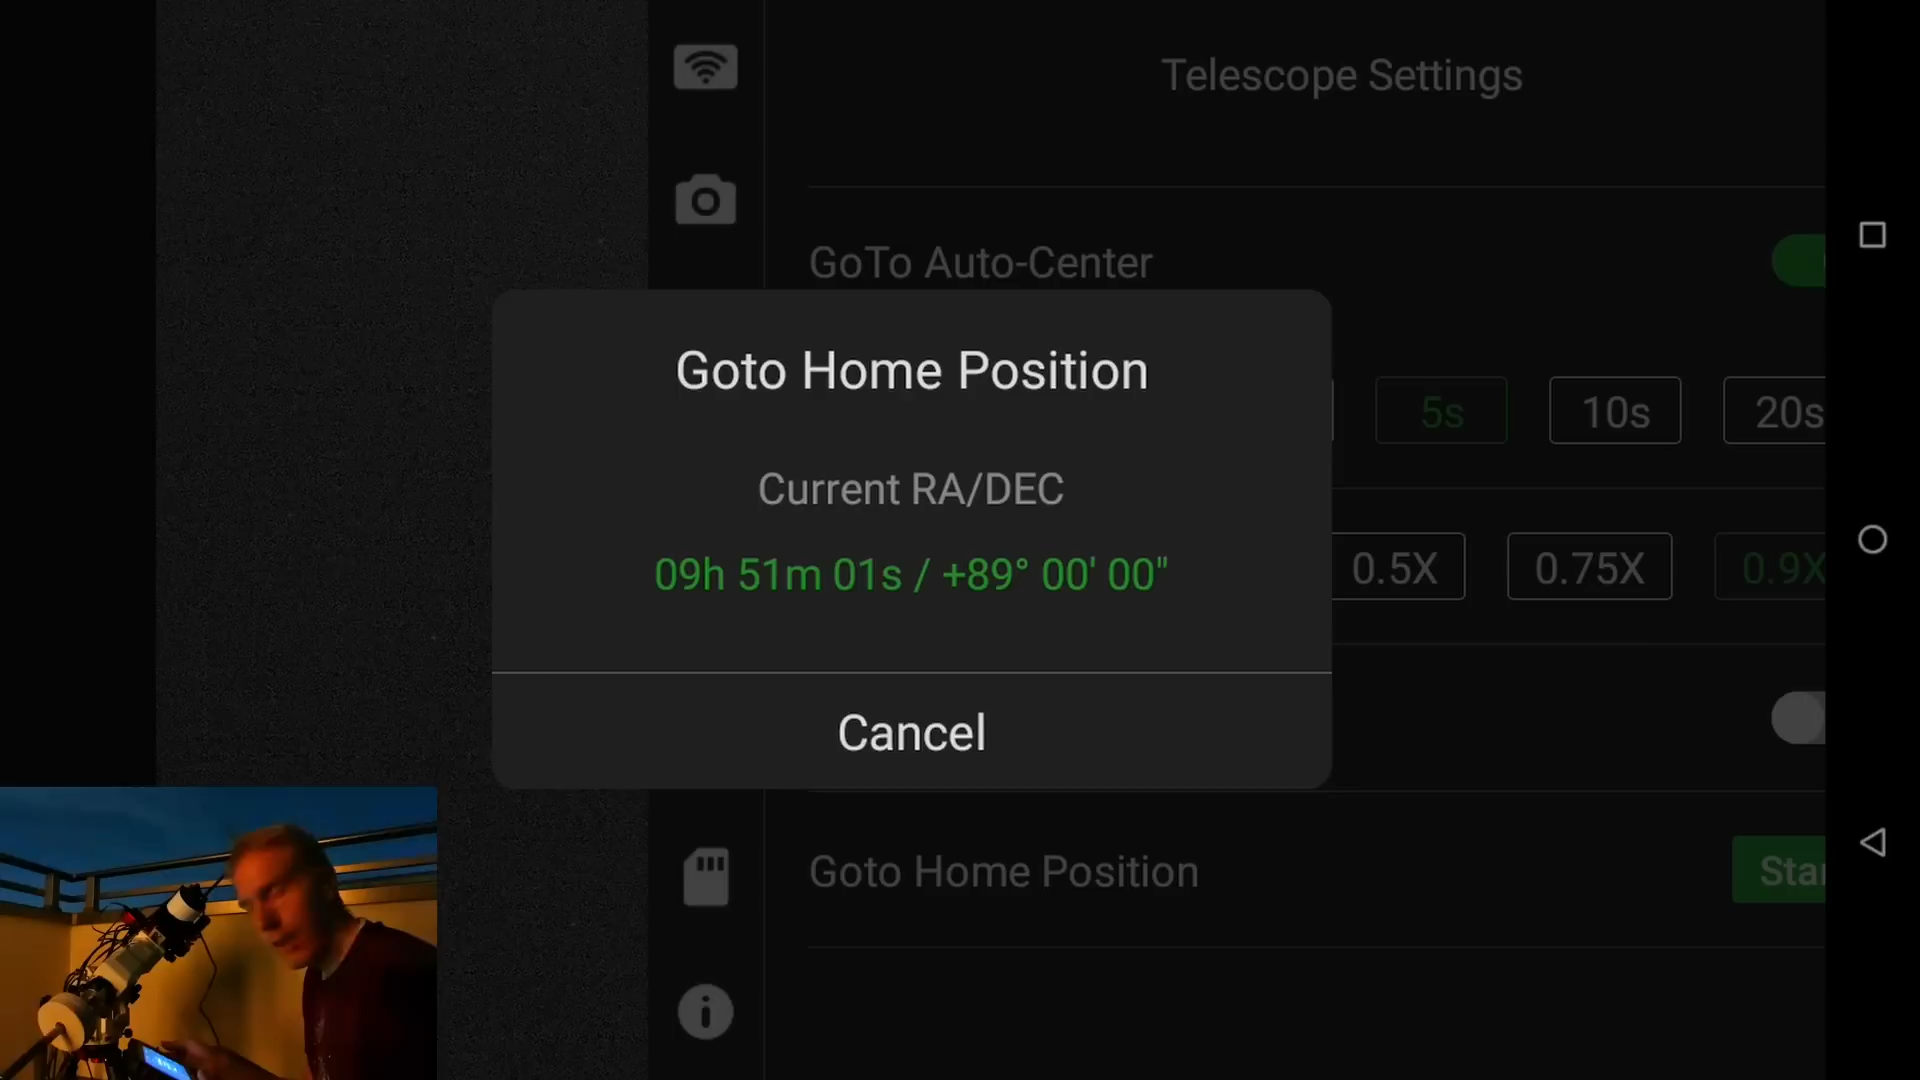 Telescope Settings
GoTo Auto-Center
5s 10s 20s
0.5X 0.75X 0.9X
Goto Home Position
Current RA/DEC
09h 51m 01s / +89° 00' 00"
Cancel
Goto Home Position
Star